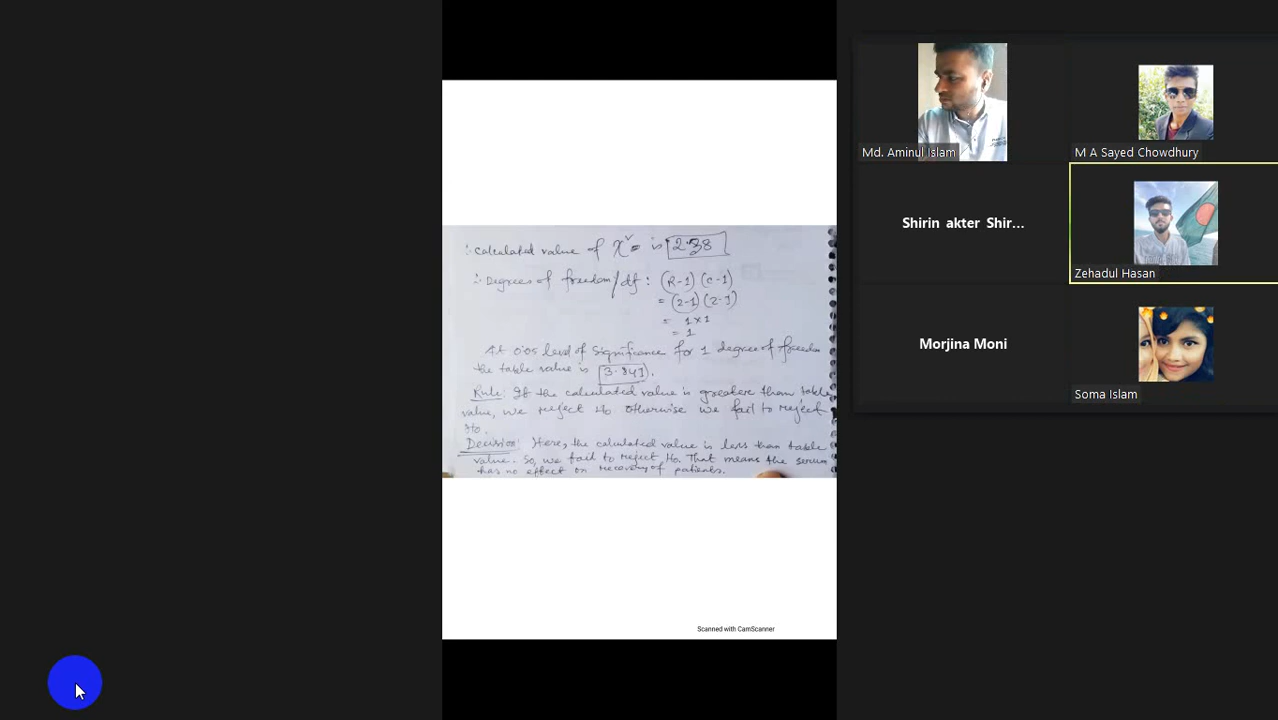 ∴ Calculated value of χ² = is 2.38
∴ Degrees of freedom/df : (R-1) (C-1)
= (2-1) (2-1)
= 1×1
= 1
At 0.05 level of Significance for 1 degree of freedom
the table value is 3.841.
Rule: If the calculated value is greater than table
value, we reject Ho otherwise we fail to reject
Ho.
Decision: Here, the calculated value is less than table
value. So, we fail to reject Ho. That means the serum
has no effect on recovery of patients.
Scanned with CamScanner
Md. Aminul Islam
M A Sayed Chowdhury
Shirin akter Shir...
Zehadul Hasan
Morjina Moni
Soma Islam